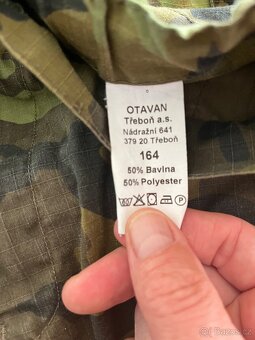 OTAVAN
Třeboň a.s.
Nádražní 641
379 20 Třeboň
164
50% Bavlna
50% Polyester
P